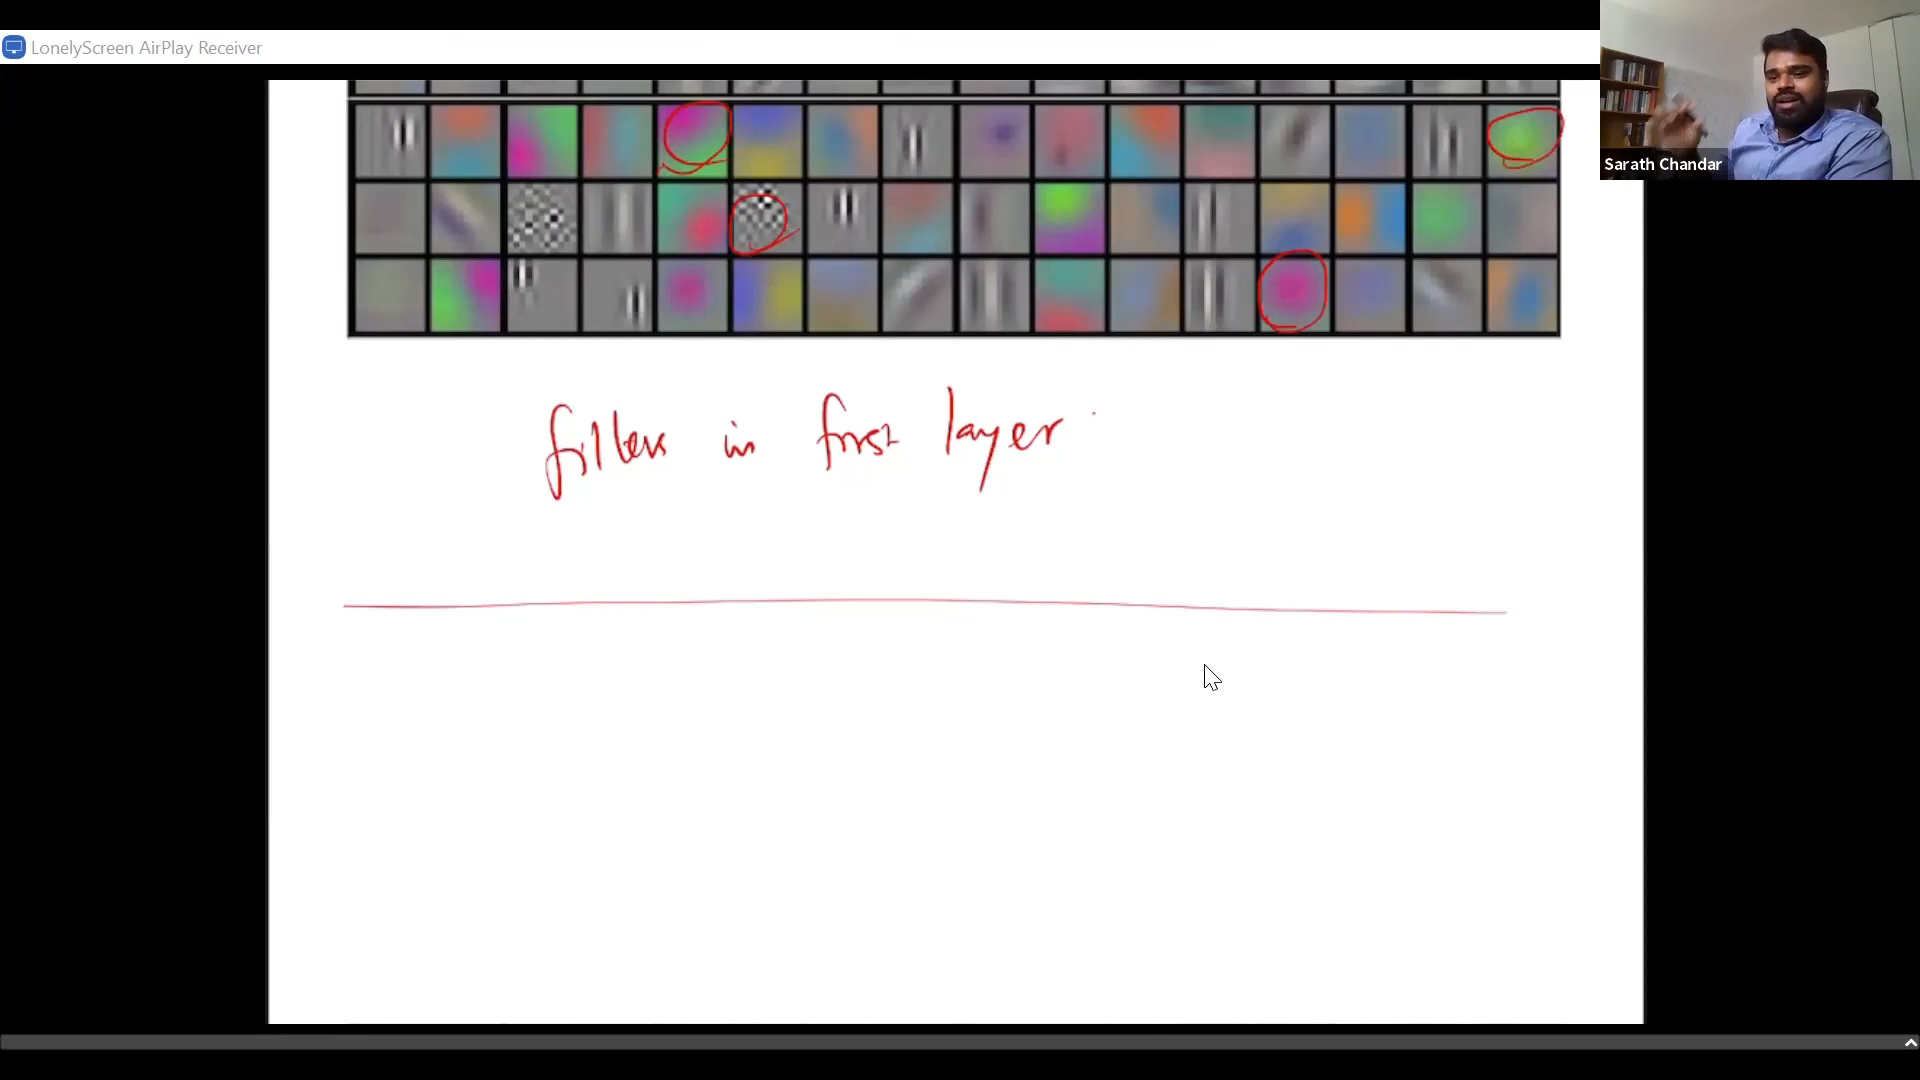 LonelyScreen AirPlay Receiver
Sarath Chandar
filters in first layer